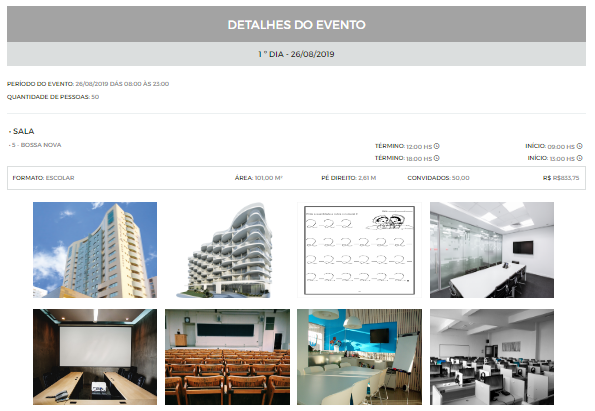 DETALHES DO EVENTO
1 º DIA - 26/08/2019
PERÍODO DO EVENTO: 26/08/2019 DÀS 08:00 ÀS 23:00
QUANTIDADE DE PESSOAS: 50
• SALA
• 5 - BOSSA NOVA TÉRMINO: 12:00 HS INÍCIO: 09:00 HS
TÉRMINO: 18:00 HS INÍCIO: 13:00 HS
FORMATO: ESCOLAR ÁREA: 101,00 M² PÉ DIREITO: 2,61 M CONVIDADOS: 50,00 R$ R$833,75